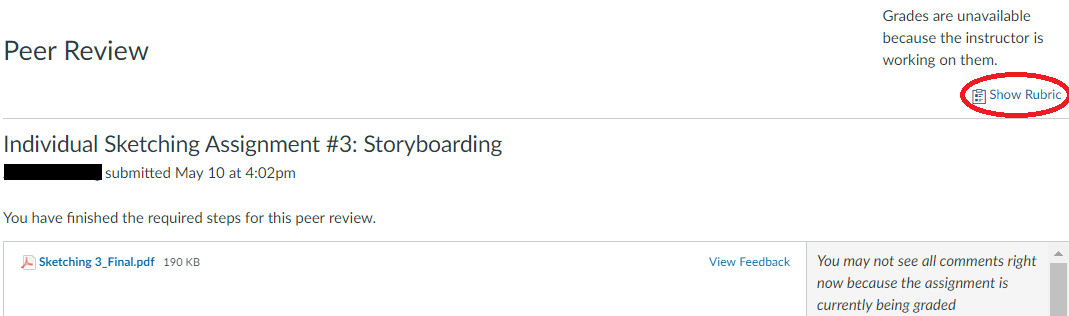 Grades are unavailable
because the instructor is
working on them.
Peer Review
Show Rubric
Individual Sketching Assignment #3: Storyboarding
submitted May 10 at 4:02pm
You have finished the required steps for this peer review.
Sketching 3_Final.pdf 190 KB View Feedback
You may not see all comments right
now because the assignment is
currently being graded